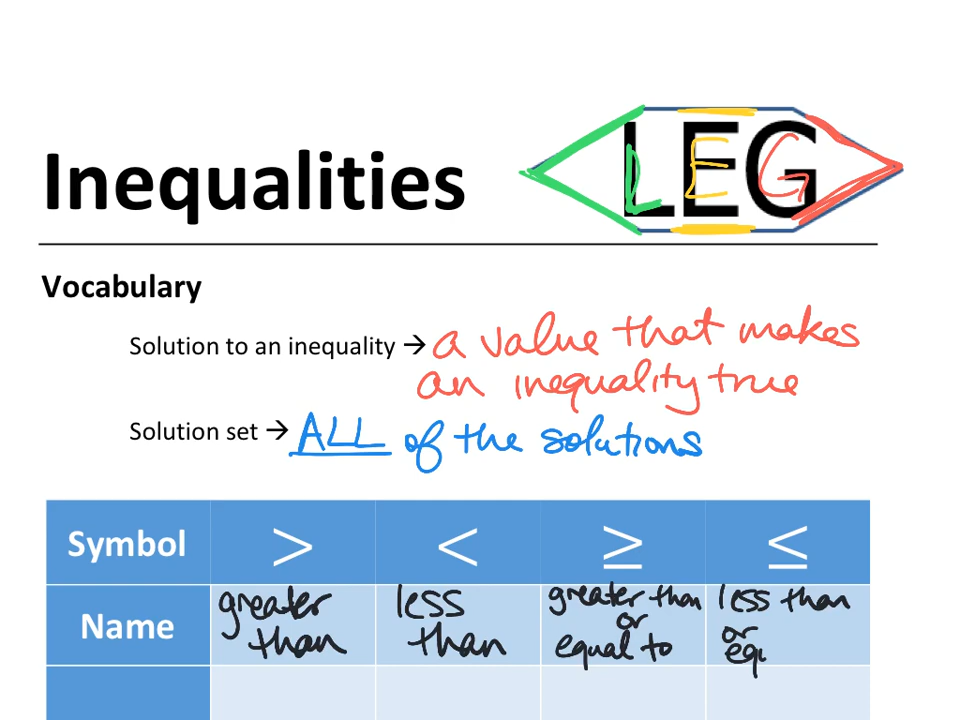 LEG
Inequalities
Vocabulary
Solution to an inequality → a value that makes
an inequality true
Solution set → ALL of the solutions
Symbol > < ≥ ≤
Name greater than less than greater than or equal to less than or equ